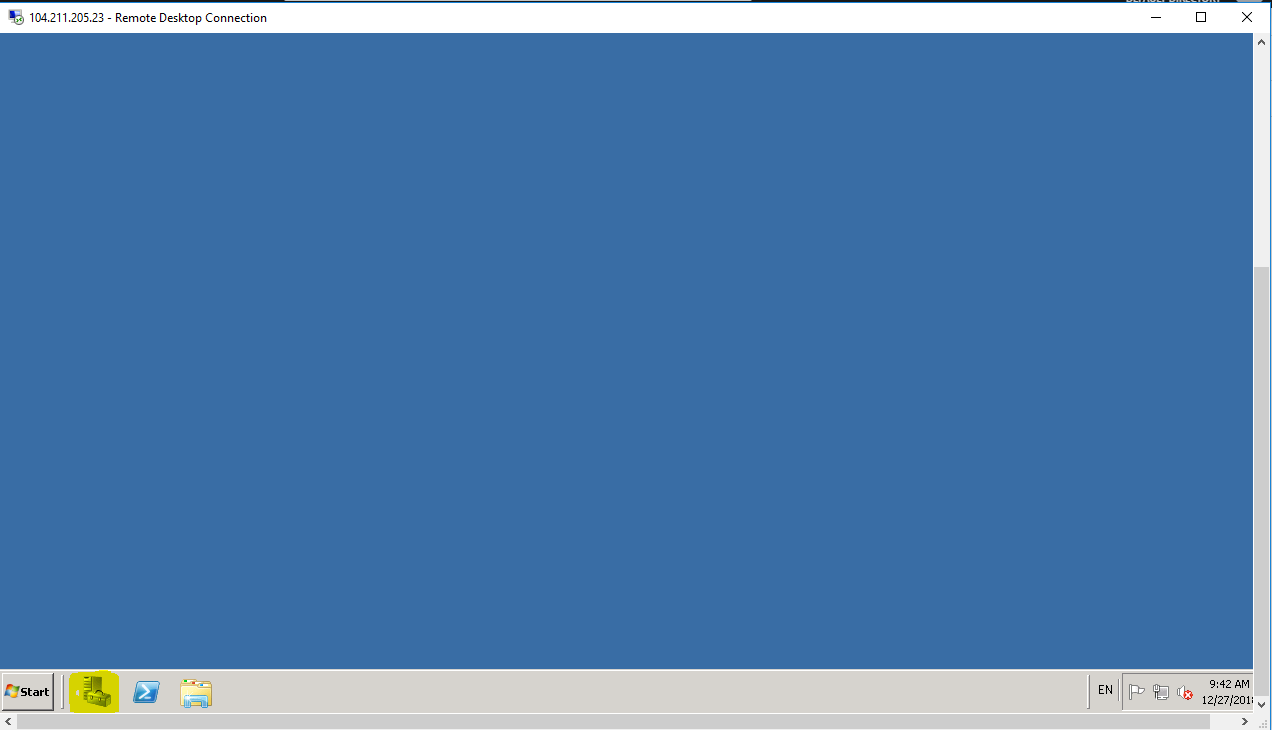 104.211.205.23 - Remote Desktop Connection
Start
EN
9:42 AM